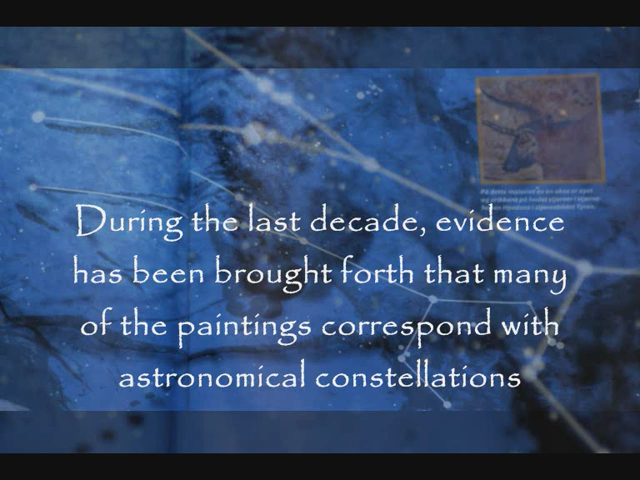 During the last decade, evidence
has been brought forth that many
of the paintings correspond with
astronomical constellations